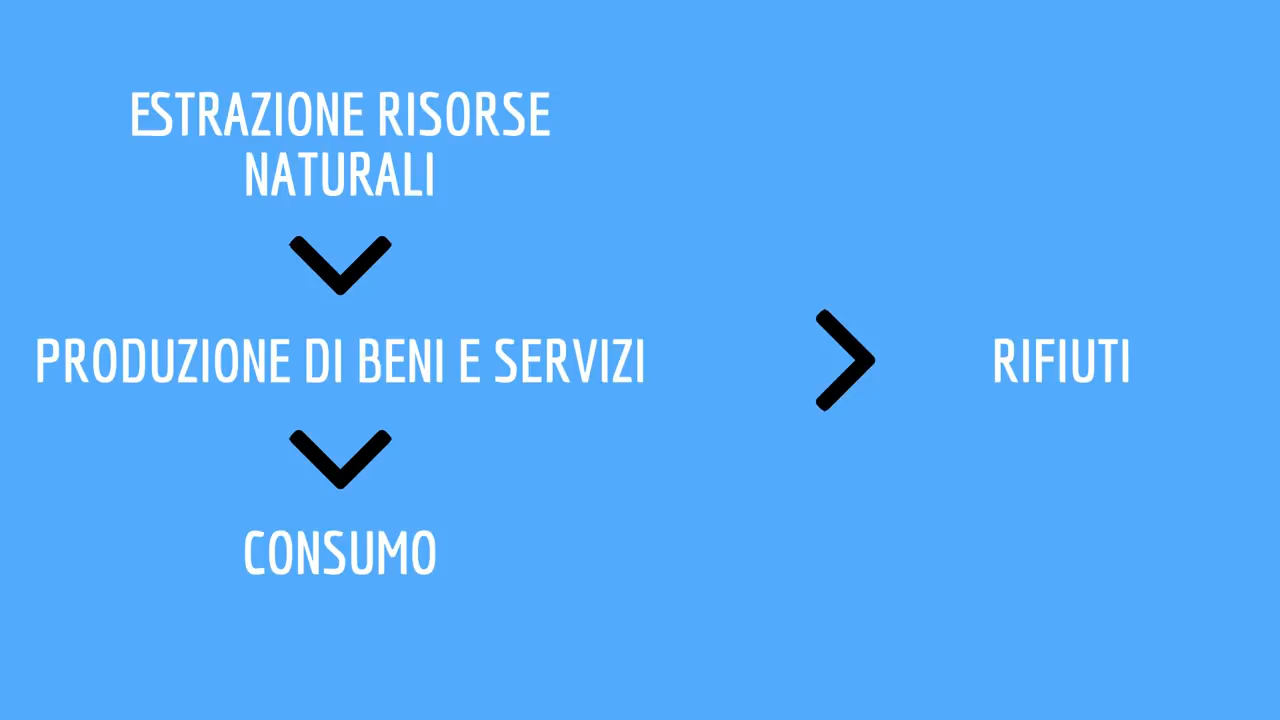 ESTRAZIONE RISORSE
NATURALI
PRODUZIONE DI BENI E SERVIZI
RIFIUTI
CONSUMO